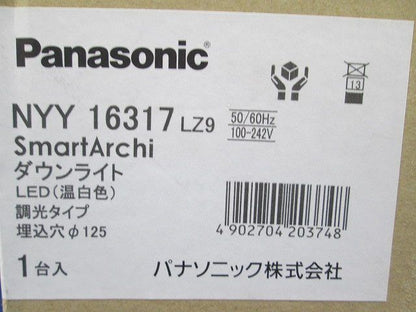 Panasonic®
13
NYY 16317 LZ9
50/60Hz
100-242V
SmartArchi
ダウンライト
LED(温白色)
調光タイプ
埋込穴φ125
4 902704 203748
1台入
パナソニック株式会社